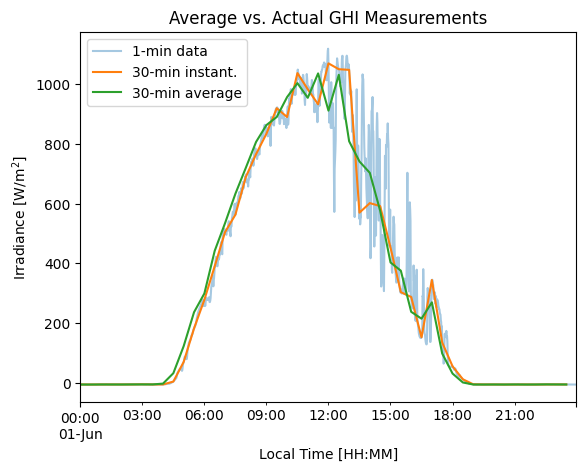 Average vs. Actual GHI Measurements
1-min data
30-min instant.
30-min average
Irradiance [W/m²]
1000
800
600
400
200
0
00:00 03:00 06:00 09:00 12:00 15:00 18:00 21:00
01-Jun
Local Time [HH:MM]